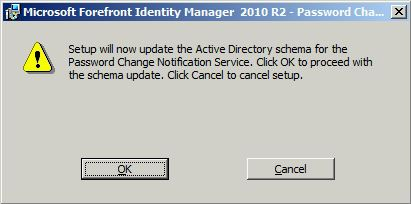 Microsoft Forefront Identity Manager 2010 R2 - Password Cha...
Setup will now update the Active Directory schema for the
Password Change Notification Service. Click OK to proceed with
the schema update. Click Cancel to cancel setup.
OK
Cancel